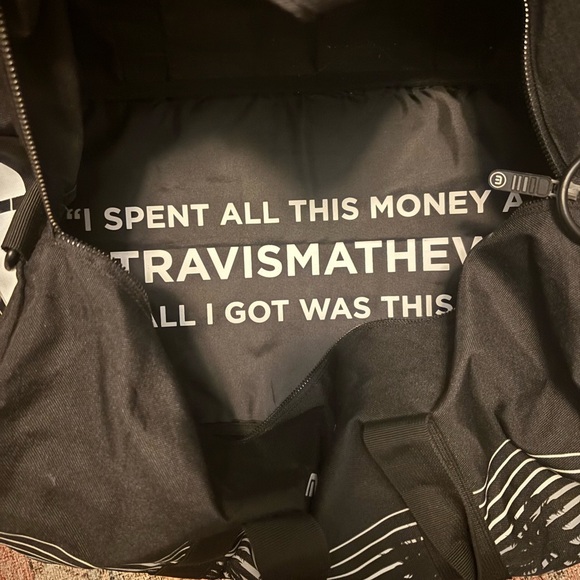 "I SPENT ALL THIS MONEY A
TRAVISMATHEW
ALL I GOT WAS THIS